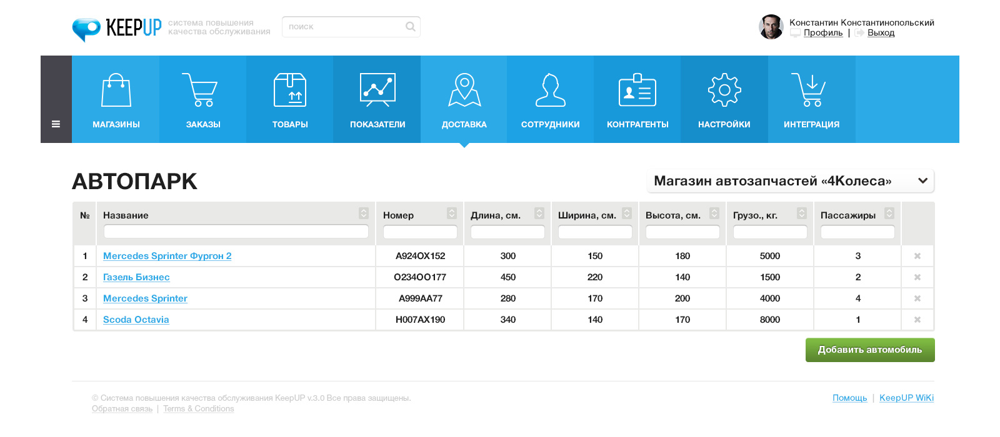 KEEPUP система повышения
качества обслуживания
поиск
Константин Константинопольский
Профиль | Выход
МАГАЗИНЫ ЗАКАЗЫ ТОВАРЫ ПОКАЗАТЕЛИ ДОСТАВКА СОТРУДНИКИ КОНТРАГЕНТЫ НАСТРОЙКИ ИНТЕГРАЦИЯ
АВТОПАРК Магазин автозапчастей «4Колеса»
№ Название Номер Длина, см. Ширина, см. Высота, см. Грузо., кг. Пассажиры
1 Mercedes Sprinter Фургон 2 А924ОХ152 300 150 180 5000 3
2 Газель Бизнес О234ОО177 450 220 140 1500 2
3 Mercedes Sprinter А999АА77 280 170 200 4000 4
4 Scoda Octavia Н007АХ190 340 140 170 8000 1
Добавить автомобиль
© Система повышения качества обслуживания KeepUP v.3.0 Все права защищены. Помощь | KeepUP WiKi
Обратная связь | Terms & Conditions